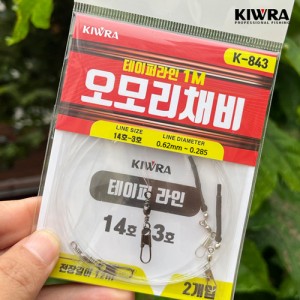 KIWRA
PROFESSIONAL FISHING
KIWRA
K-843
테이퍼라인 1M
오모리채비
LINE SIZE
14호~3호
LINE DIAMETER
0.62mm ~ 0.285
KIWRA
테이퍼 라인
14호 3호
2개입